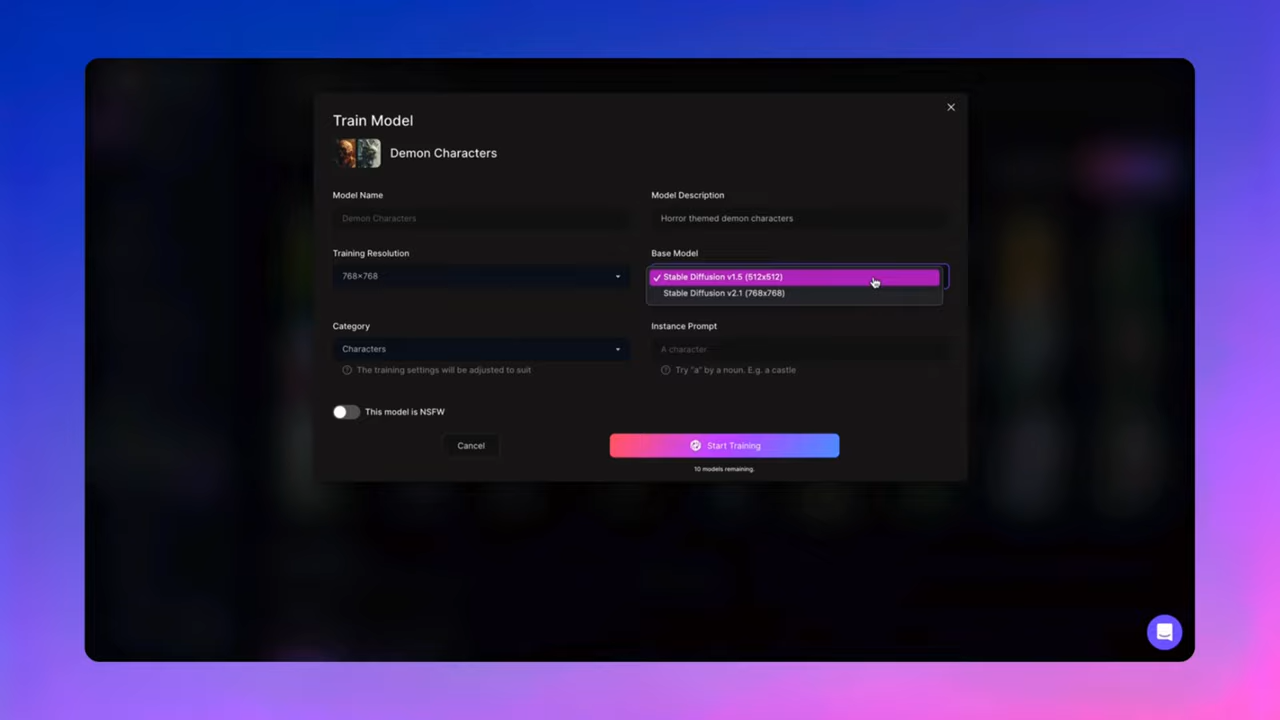 Train Model
Demon Characters
Model Name
Model Description
Demon Characters
Horror themed demon characters
Training Resolution
Base Model
768×768
Stable Diffusion v1.5 (512x512)
Stable Diffusion v2.1 (768x768)
Category
Instance Prompt
Characters
A character
The training settings will be adjusted to suit
Try "a" by a noun. E.g. a castle
This model is NSFW
Cancel
Start Training
10 models remaining.